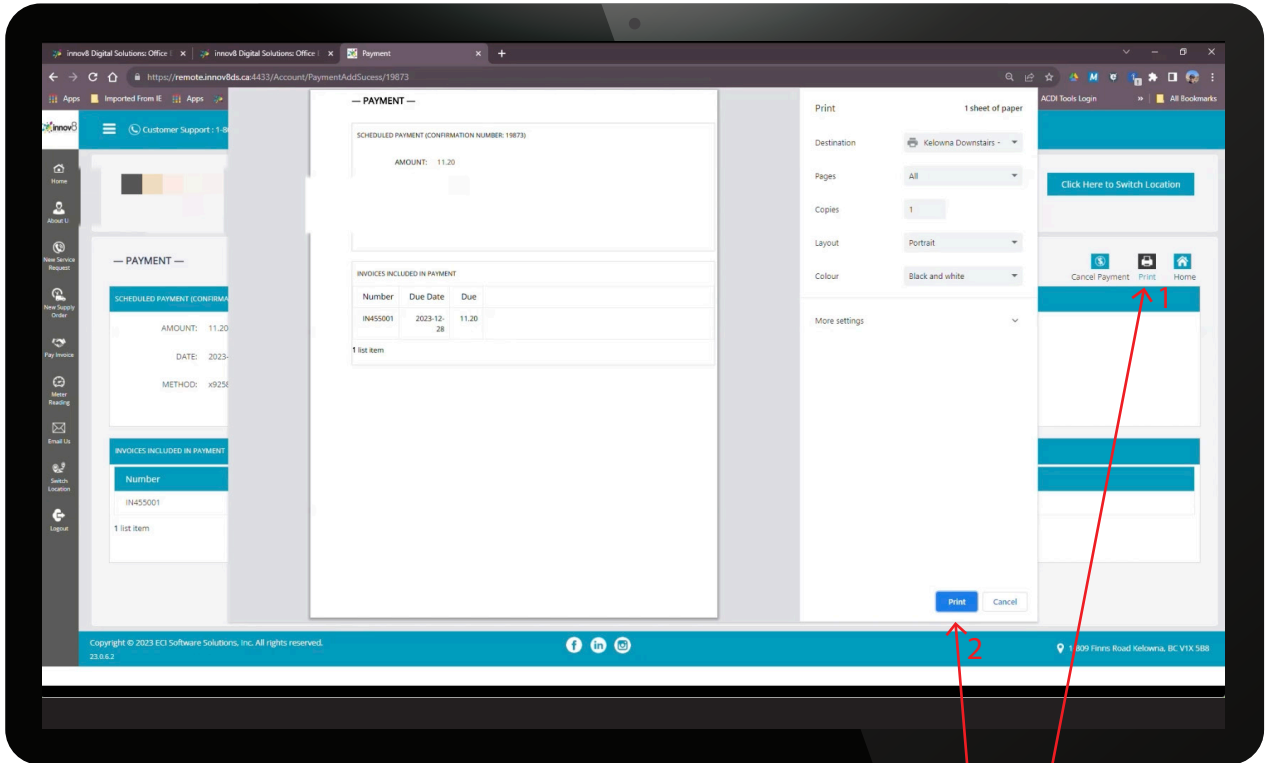 innov8 Digital Solutions: Office
innov8 Digital Solutions: Office
Payment
https://remote.innov8ds.ca:4433/Account/PaymentAddSucess/19873
Apps
Imported From IE
Apps
ACDI Tools Login
»
All Bookmarks
innov8
Customer Support : 1-8
Home
About U
New Service
Request
New Supply
Order
Pay Invoice
Meter
Reading
Email Us
Switch
Location
Logout
Click Here to Switch Location
— PAYMENT —
SCHEDULED PAYMENT (CONFIRMA
AMOUNT: 11.20
DATE: 2023-
METHOD: x9258
INVOICES INCLUDED IN PAYMENT
Number
IN455001
1 list item
— PAYMENT —
SCHEDULED PAYMENT (CONFIRMATION NUMBER: 19873)
AMOUNT: 11.20
INVOICES INCLUDED IN PAYMENT
Number Due Date Due
IN455001 2023-12- 11.20
28
1 list item
Print 1 sheet of paper
Destination Kelowna Downstairs -
Pages All
Copies 1
Layout Portrait
Colour Black and white
More settings
Print Cancel
Cancel Payment Print Home
1
2
Copyright © 2023 ECI Software Solutions, Inc. All rights reserved.
23.0.6.2
Finns Road Kelowna, BC V1X 5B8